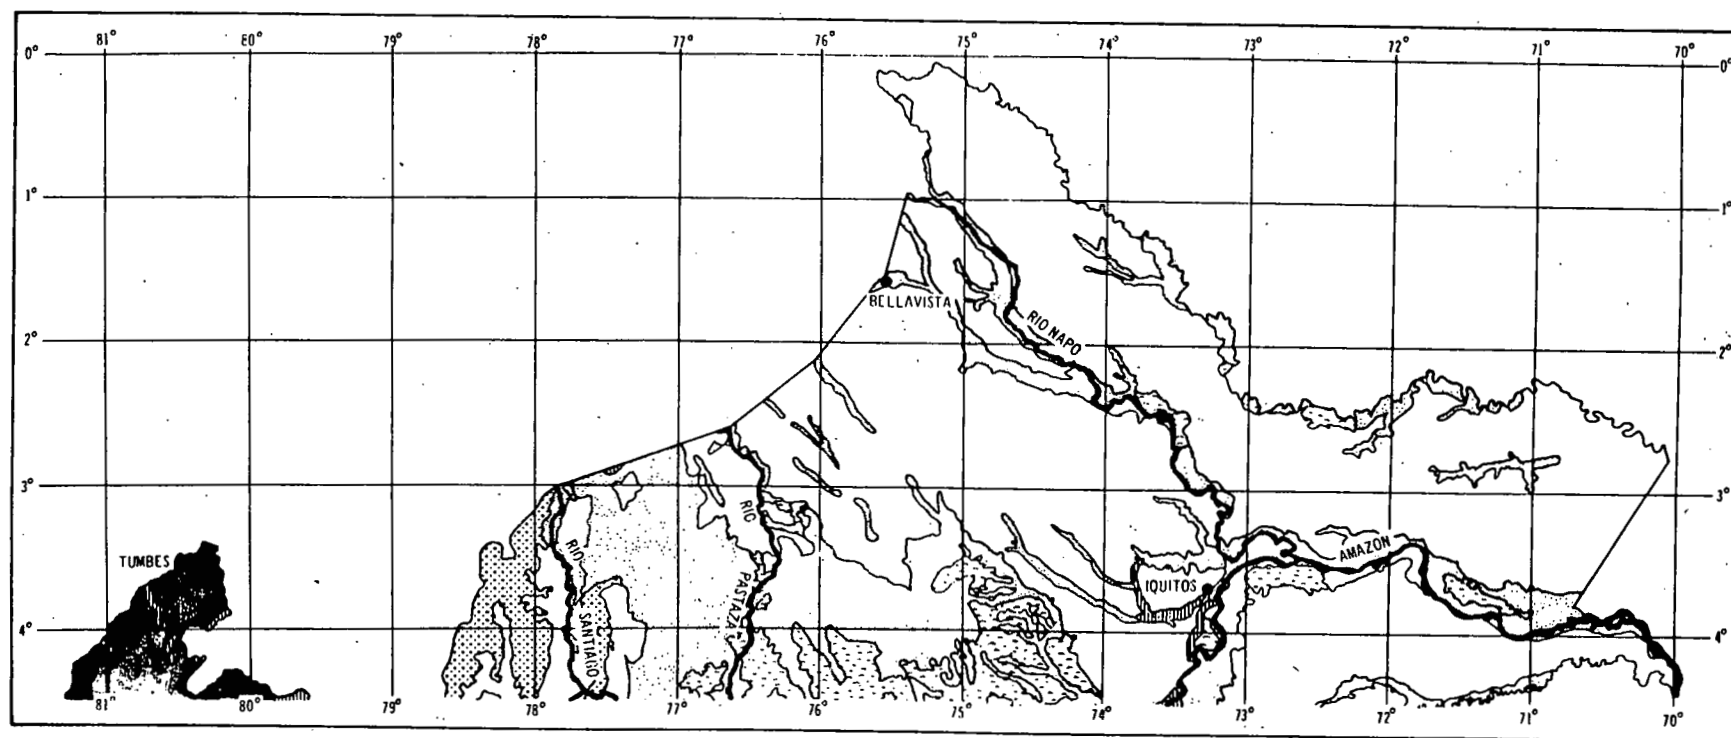 81° 80° 79° 78° 77° 76° 75° 74° 73° 72° 71° 70°
0° 0°
1° 1°
BELLAVISTA
RIO NAPO
2° 2°
3° 3°
RIO
PASTAZA
RIO
SANTIAGO
TUMBES
AMAZON
IQUITOS
4° 4°
81° 80° 79° 78° 77° 76° 75° 74° 73° 72° 71° 70°